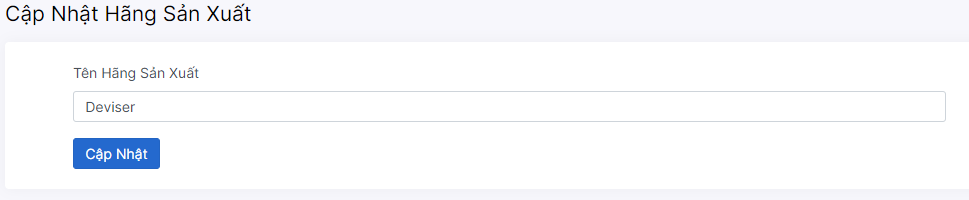 Cập Nhật Hãng Sản Xuất
Tên Hãng Sản Xuất
Deviser
Cập Nhật